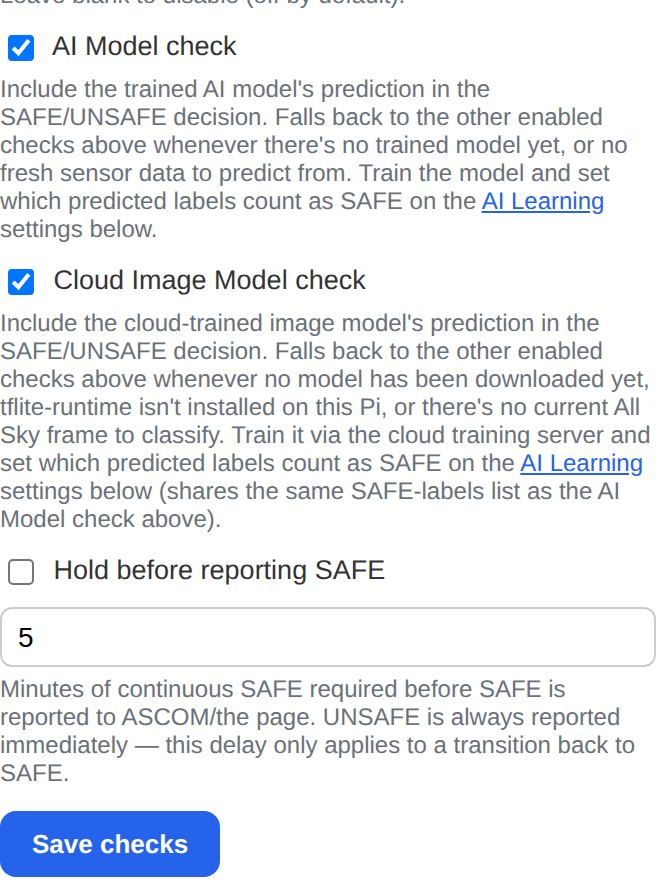 Leave blank to disable (off by default).
AI Model check
Include the trained AI model's prediction in the
SAFE/UNSAFE decision. Falls back to the other enabled
checks above whenever there's no trained model yet, or no
fresh sensor data to predict from. Train the model and set
which predicted labels count as SAFE on the AI Learning
settings below.
Cloud Image Model check
Include the cloud-trained image model's prediction in the
SAFE/UNSAFE decision. Falls back to the other enabled
checks above whenever no model has been downloaded yet,
tflite-runtime isn't installed on this Pi, or there's no current All
Sky frame to classify. Train it via the cloud training server and
set which predicted labels count as SAFE on the AI Learning
settings below (shares the same SAFE-labels list as the AI
Model check above).
Hold before reporting SAFE
5
Minutes of continuous SAFE required before SAFE is
reported to ASCOM/the page. UNSAFE is always reported
immediately — this delay only applies to a transition back to
SAFE.
Save checks